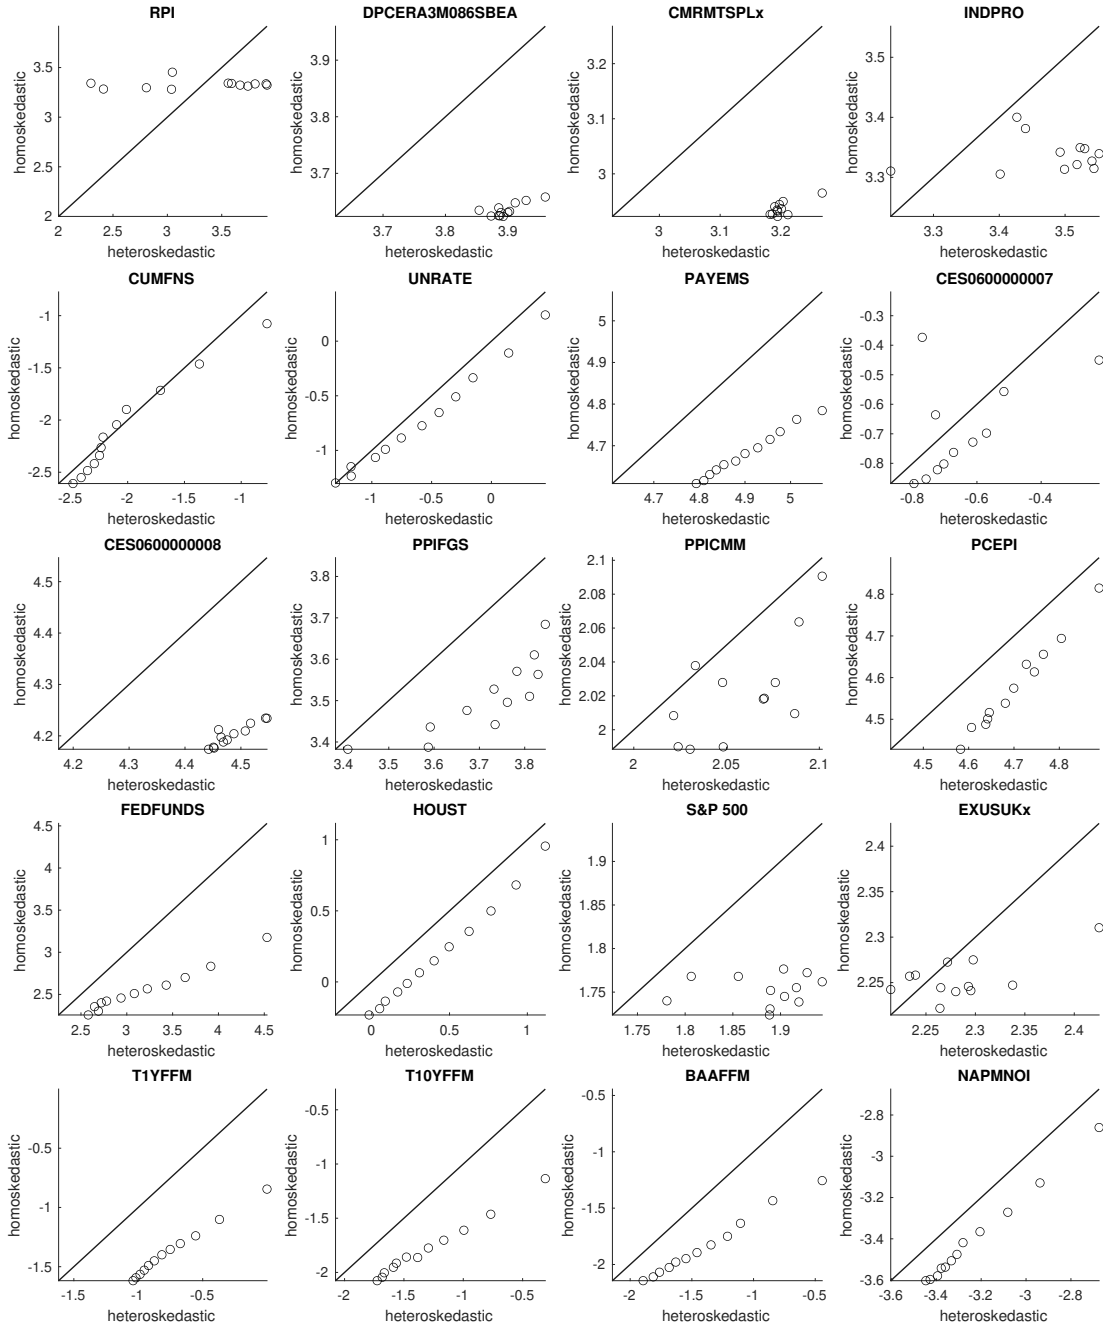 RPI
homoskedastic
3.5
3
2.5
2
2 2.5 3 3.5
heteroskedastic
DPCERA3M086SBEA
homoskedastic
3.9
3.8
3.7
3.7 3.8 3.9
heteroskedastic
CMRMTSPLx
homoskedastic
3.2
3.1
3
3 3.1 3.2
heteroskedastic
INDPRO
homoskedastic
3.5
3.4
3.3
3.3 3.4 3.5
heteroskedastic
CUMFNS
homoskedastic
-1
-1.5
-2
-2.5
-2.5 -2 -1.5 -1
heteroskedastic
UNRATE
homoskedastic
0
-0.5
-1
-1 -0.5 0
heteroskedastic
PAYEMS
homoskedastic
5
4.9
4.8
4.7
4.7 4.8 4.9 5
heteroskedastic
CES0600000007
homoskedastic
-0.3
-0.4
-0.5
-0.6
-0.7
-0.8
-0.8 -0.6 -0.4
heteroskedastic
CES0600000008
homoskedastic
4.5
4.4
4.3
4.2
4.2 4.3 4.4 4.5
heteroskedastic
PPIFGS
homoskedastic
3.8
3.7
3.6
3.5
3.4
3.4 3.5 3.6 3.7 3.8
heteroskedastic
PPICMM
homoskedastic
2.1
2.08
2.06
2.04
2.02
2
2 2.05 2.1
heteroskedastic
PCEPI
homoskedastic
4.8
4.7
4.6
4.5
4.5 4.6 4.7 4.8
heteroskedastic
FEDFUNDS
homoskedastic
4.5
4
3.5
3
2.5
2.5 3 3.5 4 4.5
heteroskedastic
HOUST
homoskedastic
1
0.5
0
0 0.5 1
heteroskedastic
S&P 500
homoskedastic
1.9
1.85
1.8
1.75
1.75 1.8 1.85 1.9
heteroskedastic
EXUSUKx
homoskedastic
2.4
2.35
2.3
2.25
2.25 2.3 2.35 2.4
heteroskedastic
T1YFFM
homoskedastic
-0.5
-1
-1.5
-1.5 -1 -0.5
heteroskedastic
T10YFFM
homoskedastic
-0.5
-1
-1.5
-2
-2 -1.5 -1 -0.5
heteroskedastic
BAAFFM
homoskedastic
-0.5
-1
-1.5
-2
-2 -1.5 -1 -0.5
heteroskedastic
NAPMNOI
homoskedastic
-2.8
-3
-3.2
-3.4
-3.6
-3.6 -3.4 -3.2 -3 -2.8
heteroskedastic